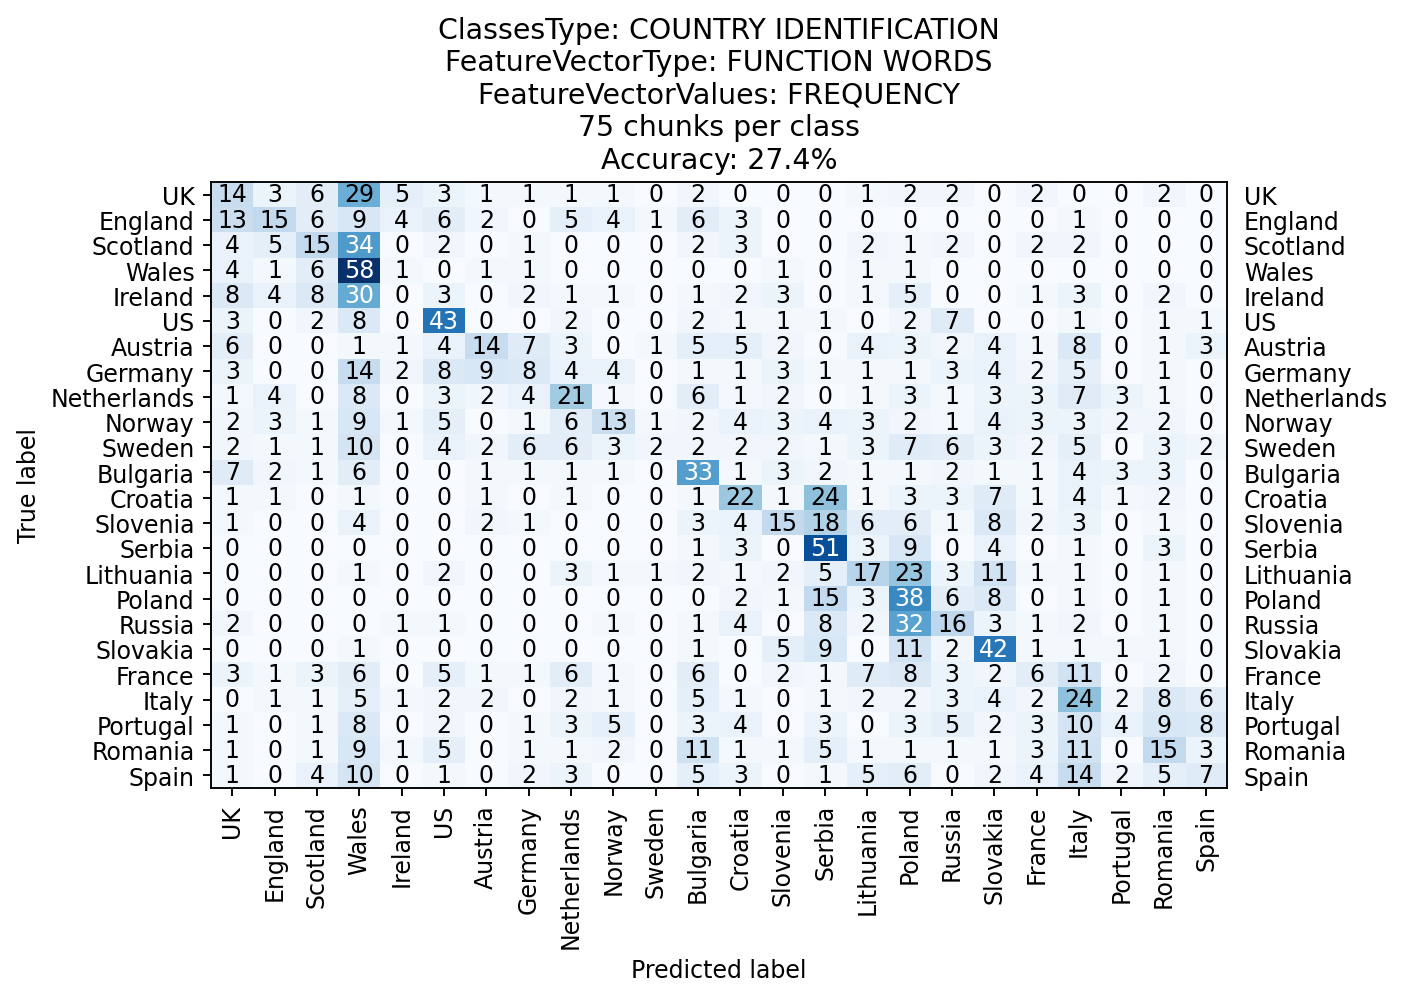 ClassesType: COUNTRY IDENTIFICATION
FeatureVectorType: FUNCTION WORDS
FeatureVectorValues: FREQUENCY
75 chunks per class
Accuracy: 27.4%
UK 14 3 6 29 5 3 1 1 1 1 0 2 0 0 0 1 2 2 0 2 0 0 2 0 UK
England 13 15 6 9 4 6 2 0 5 4 1 6 3 0 0 0 0 0 0 0 1 0 0 0 England
Scotland 4 5 15 34 0 2 0 1 0 0 0 2 3 0 0 2 1 2 0 2 2 0 0 0 Scotland
Wales 4 1 6 58 1 0 1 1 0 0 0 0 0 1 0 1 1 0 0 0 0 0 0 0 Wales
Ireland 8 4 8 30 0 3 0 2 1 1 0 1 2 3 0 1 5 0 0 1 3 0 2 0 Ireland
US 3 0 2 8 0 43 0 0 2 0 0 2 1 1 1 0 2 7 0 0 1 0 1 1 US
Austria 6 0 0 1 1 4 14 7 3 0 1 5 5 2 0 4 3 2 4 1 8 0 1 3 Austria
Germany 3 0 0 14 2 8 9 8 4 4 0 1 1 3 1 1 1 3 4 2 5 0 1 0 Germany
Netherlands 1 4 0 8 0 3 2 4 21 1 0 6 1 2 0 1 3 1 3 3 7 3 1 0 Netherlands
Norway 2 3 1 9 1 5 0 1 6 13 1 2 4 3 4 3 2 1 4 3 3 2 2 0 Norway
Sweden 2 1 1 10 0 4 2 6 6 3 2 2 2 2 1 3 7 6 3 2 5 0 3 2 Sweden
Bulgaria 7 2 1 6 0 0 1 1 1 1 0 33 1 3 2 1 1 2 1 1 4 3 3 0 Bulgaria
Croatia 1 1 0 1 0 0 1 0 1 0 0 1 22 1 24 1 3 3 7 1 4 1 2 0 Croatia
Slovenia 1 0 0 4 0 0 2 1 0 0 0 3 4 15 18 6 6 1 8 2 3 0 1 0 Slovenia
Serbia 0 0 0 0 0 0 0 0 0 0 0 1 3 0 51 3 9 0 4 0 1 0 3 0 Serbia
Lithuania 0 0 0 1 0 2 0 0 3 1 1 2 1 2 5 17 23 3 11 1 1 0 1 0 Lithuania
Poland 0 0 0 0 0 0 0 0 0 0 0 0 2 1 15 3 38 6 8 0 1 0 1 0 Poland
Russia 2 0 0 0 1 1 0 0 0 1 0 1 4 0 8 2 32 16 3 1 2 0 1 0 Russia
Slovakia 0 0 0 1 0 0 0 0 0 0 0 1 0 5 9 0 11 2 42 1 1 1 1 0 Slovakia
France 3 1 3 6 0 5 1 1 6 1 0 6 0 2 1 7 8 3 2 6 11 0 2 0 France
Italy 0 1 1 5 1 2 2 0 2 1 0 5 1 0 1 2 2 3 4 2 24 2 8 6 Italy
Portugal 1 0 1 8 0 2 0 1 3 5 0 3 4 0 3 0 3 5 2 3 10 4 9 8 Portugal
Romania 1 0 1 9 1 5 0 1 1 2 0 11 1 1 5 1 1 1 1 3 11 0 15 3 Romania
Spain 1 0 4 10 0 1 0 2 3 0 0 5 3 0 1 5 6 0 2 4 14 2 5 7 Spain
True label
UK England Scotland Wales Ireland US Austria Germany Netherlands Norway Sweden Bulgaria Croatia Slovenia Serbia Lithuania Poland Russia Slovakia France Italy Portugal Romania Spain
Predicted label